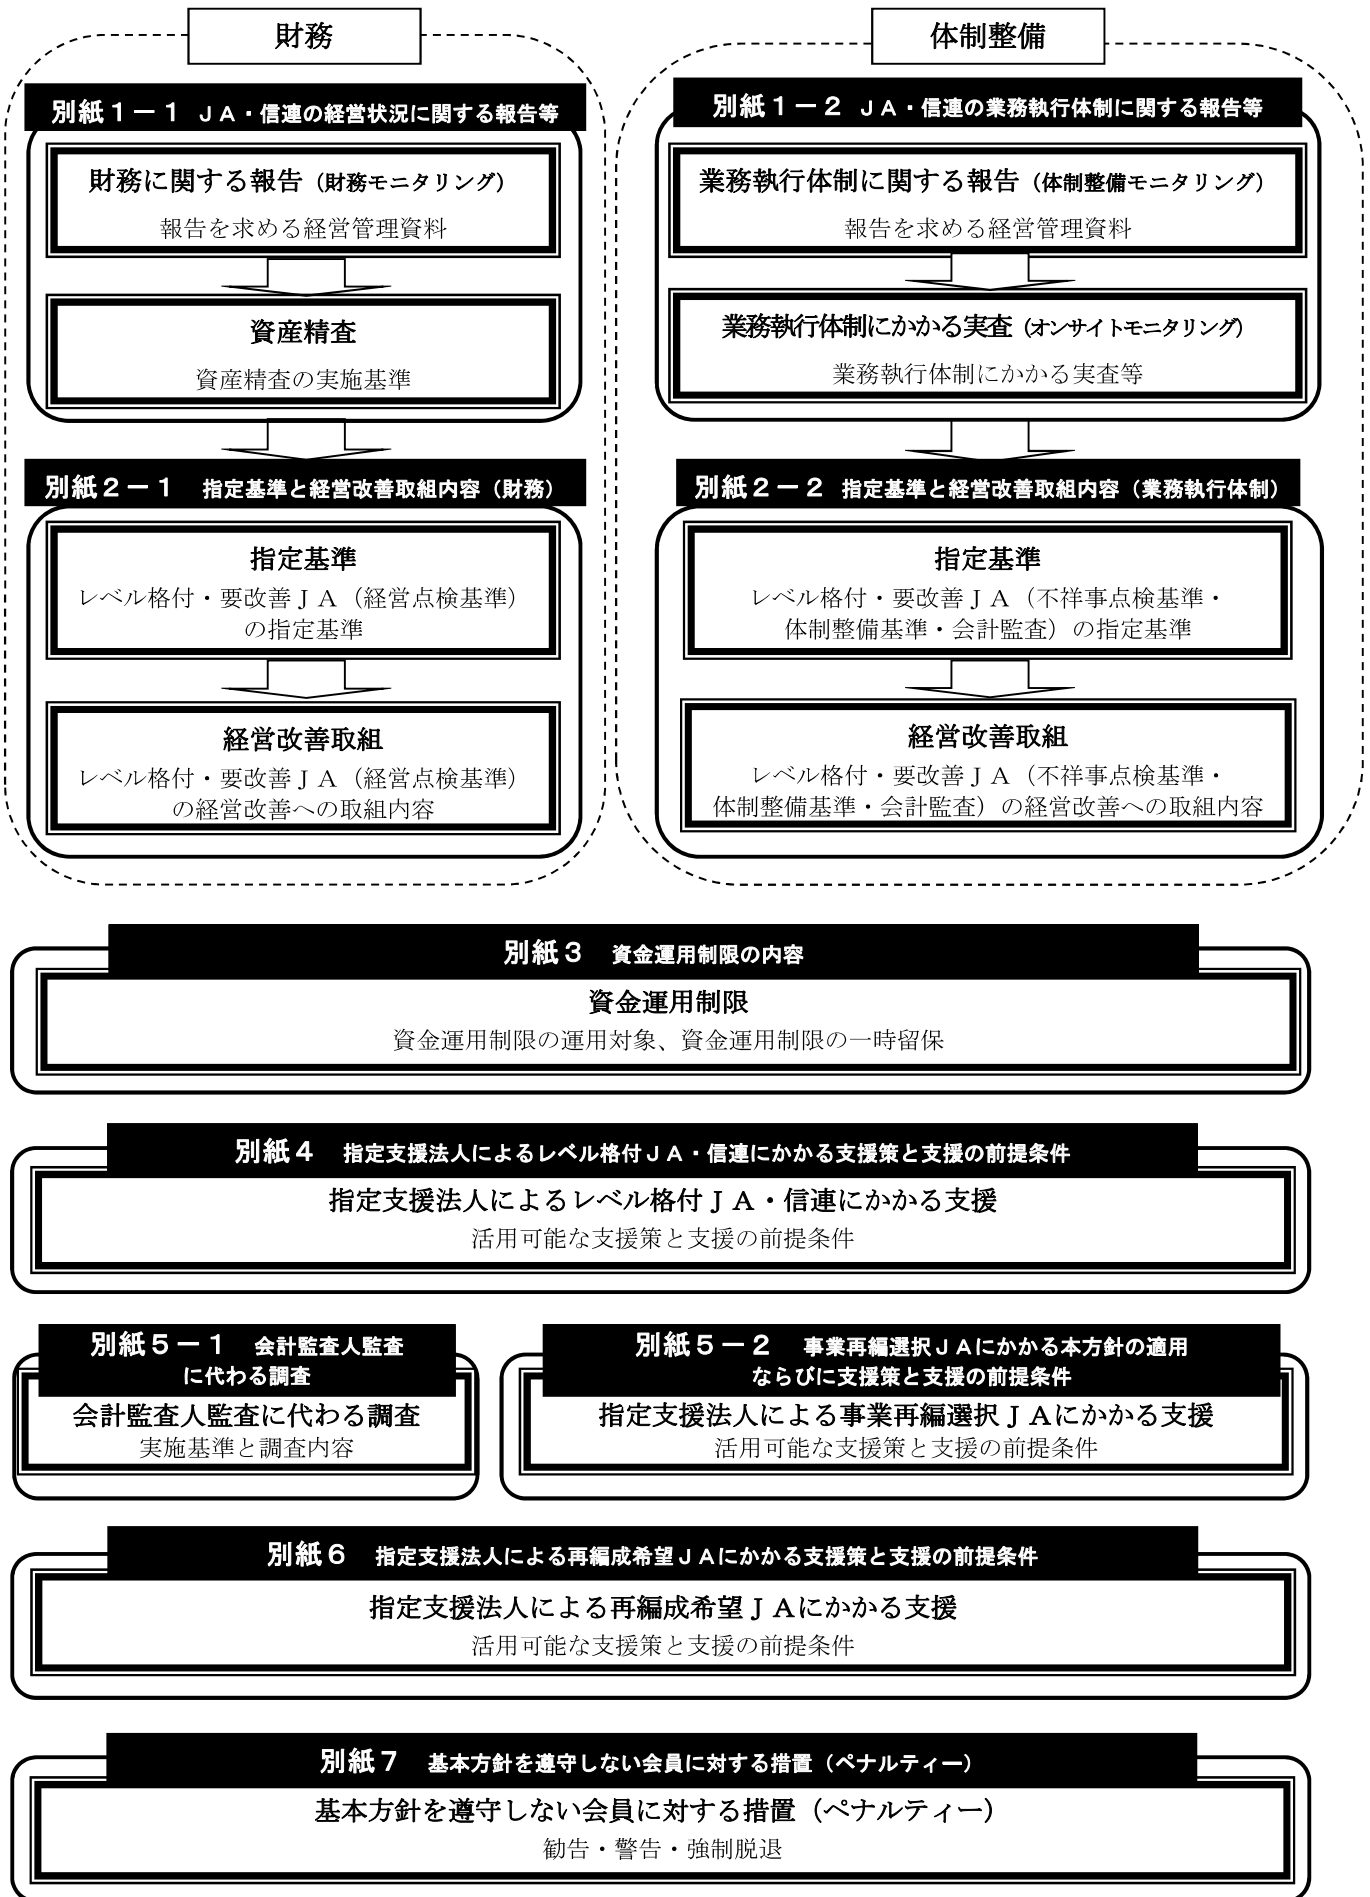 財務
別紙１－１ ＪＡ・信連の経営状況に関する報告等
財務に関する報告（財務モニタリング）
報告を求める経営管理資料
資産精査
資産精査の実施基準
別紙２－１ 指定基準と経営改善取組内容（財務）
指定基準
レベル格付・要改善ＪＡ（経営点検基準）
の指定基準
経営改善取組
レベル格付・要改善ＪＡ（経営点検基準）
の経営改善への取組内容
体制整備
別紙１－２ ＪＡ・信連の業務執行体制に関する報告等
業務執行体制に関する報告（体制整備モニタリング）
報告を求める経営管理資料
業務執行体制にかかる実査（オンサイトモニタリング）
業務執行体制にかかる実査等
別紙２－２ 指定基準と経営改善取組内容（業務執行体制）
指定基準
レベル格付・要改善ＪＡ（不祥事点検基準・
体制整備基準・会計監査）の指定基準
経営改善取組
レベル格付・要改善ＪＡ（不祥事点検基準・
体制整備基準・会計監査）の経営改善への取組内容
別紙３ 資金運用制限の内容
資金運用制限
資金運用制限の運用対象、資金運用制限の一時留保
別紙４ 指定支援法人によるレベル格付ＪＡ・信連にかかる支援策と支援の前提条件
指定支援法人によるレベル格付ＪＡ・信連にかかる支援
活用可能な支援策と支援の前提条件
別紙５－１ 会計監査人監査
に代わる調査
会計監査人監査に代わる調査
実施基準と調査内容
別紙５－２ 事業再編選択ＪＡにかかる本方針の適用
ならびに支援策と支援の前提条件
指定支援法人による事業再編選択ＪＡにかかる支援
活用可能な支援策と支援の前提条件
別紙６ 指定支援法人による再編成希望ＪＡにかかる支援策と支援の前提条件
指定支援法人による再編成希望ＪＡにかかる支援
活用可能な支援策と支援の前提条件
別紙７ 基本方針を遵守しない会員に対する措置（ペナルティー）
基本方針を遵守しない会員に対する措置（ペナルティー）
勧告・警告・強制脱退